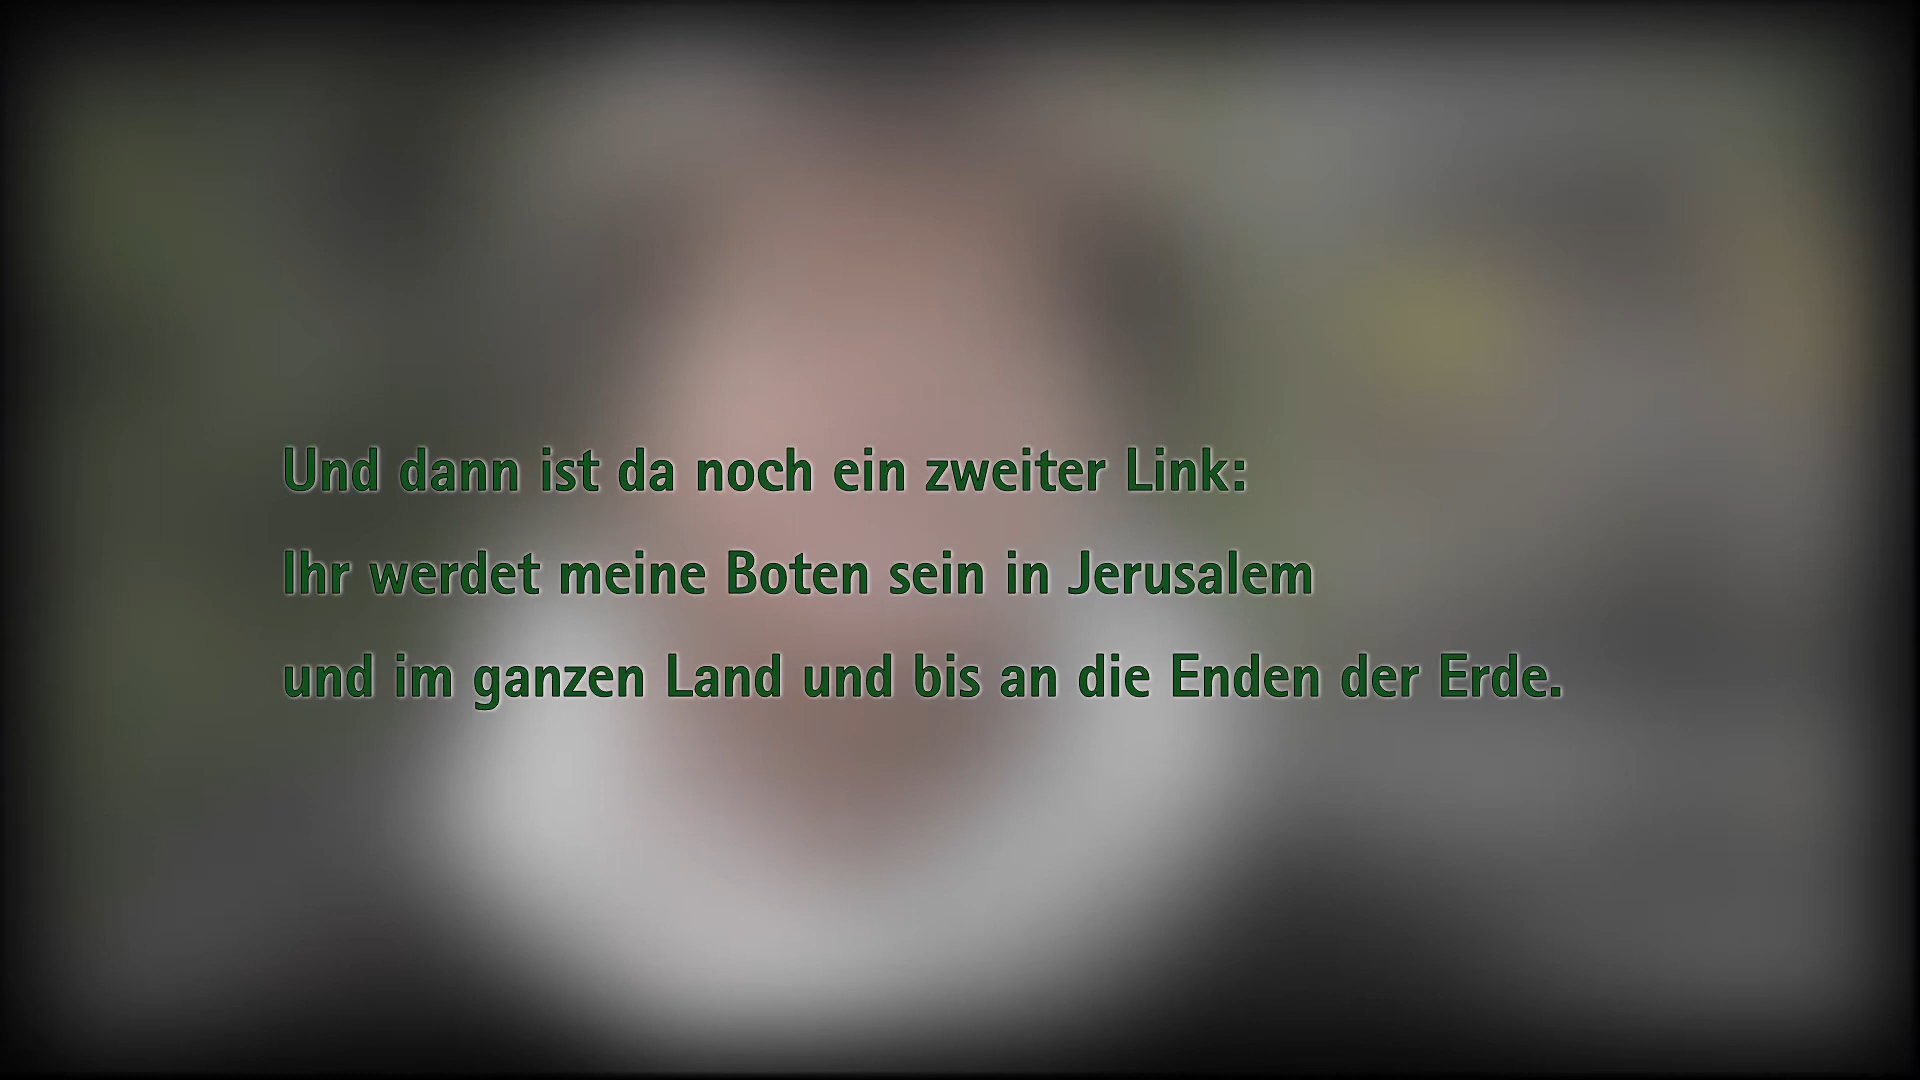 Und dann ist da noch ein zweiter Link:
Ihr werdet meine Boten sein in Jerusalem
und im ganzen Land und bis an die Enden der Erde.